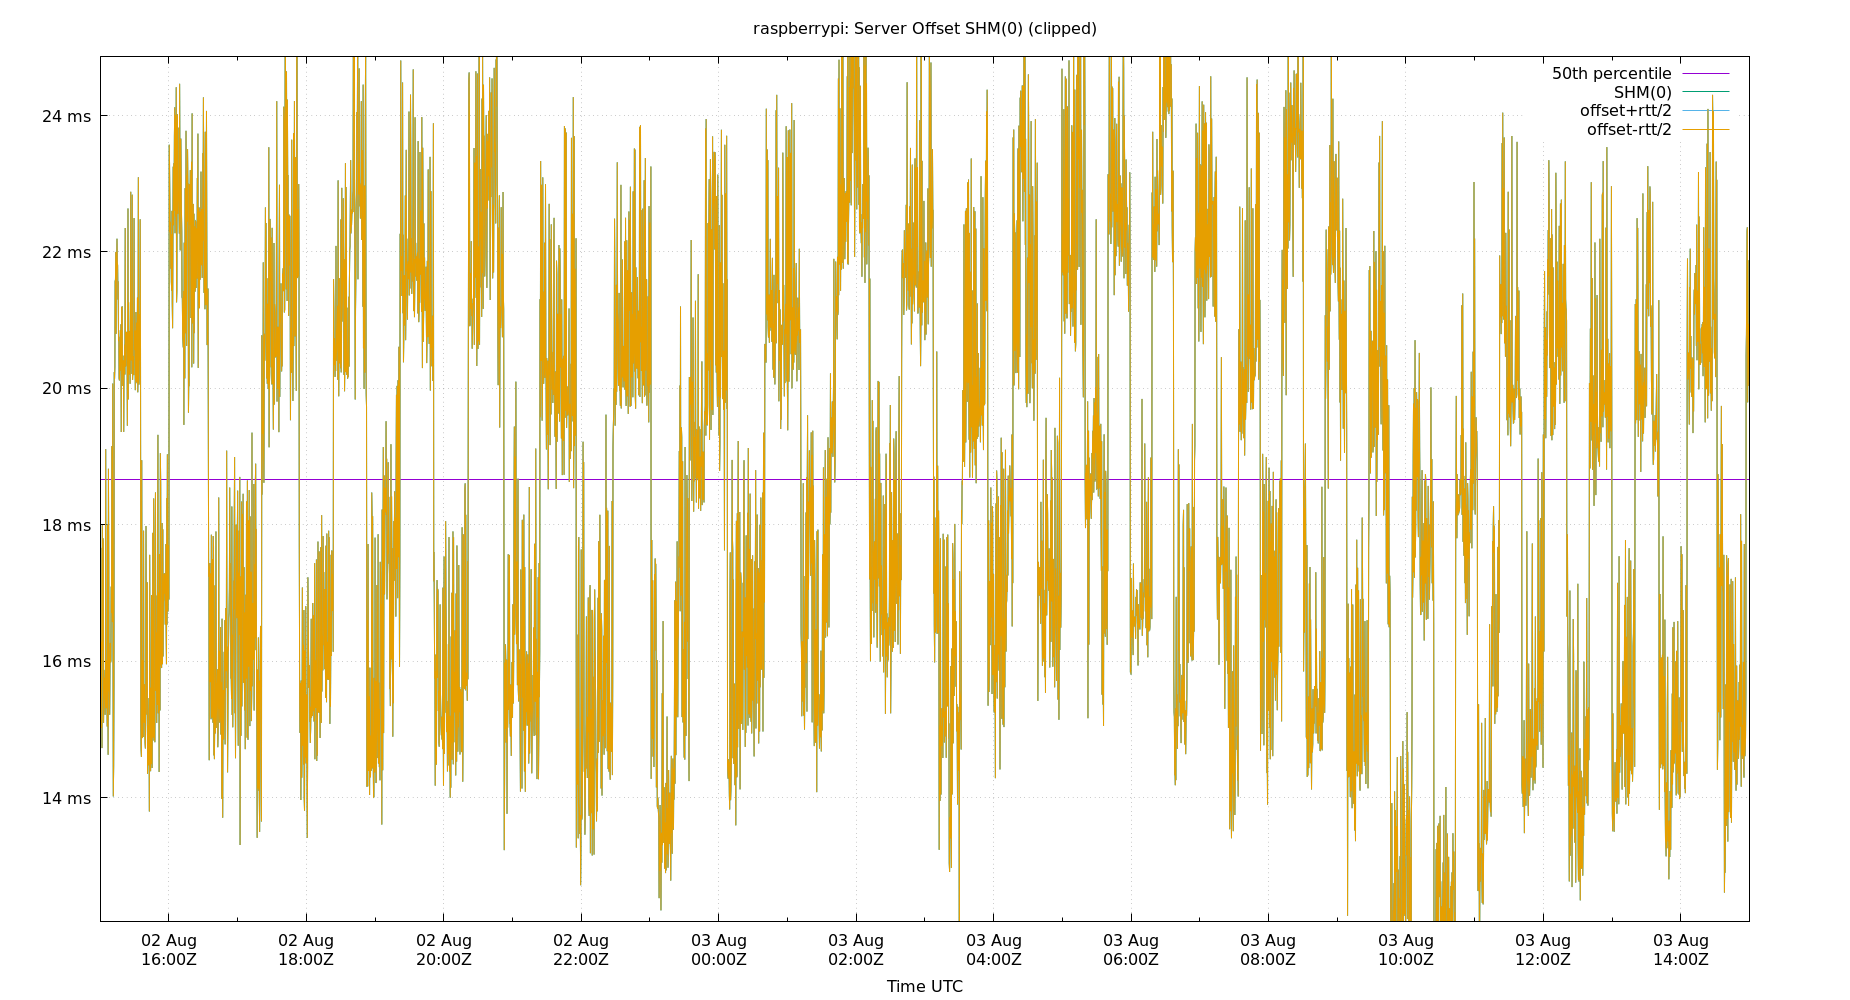 raspberrypi: Server Offset SHM(0) (clipped)
50th percentile
SHM(0)
offset+rtt/2
offset-rtt/2
24 ms
22 ms
20 ms
18 ms
16 ms
14 ms
02 Aug 02 Aug 02 Aug 02 Aug 03 Aug 03 Aug 03 Aug 03 Aug 03 Aug 03 Aug 03 Aug 03 Aug
16:00Z 18:00Z 20:00Z 22:00Z 00:00Z 02:00Z 04:00Z 06:00Z 08:00Z 10:00Z 12:00Z 14:00Z
Time UTC